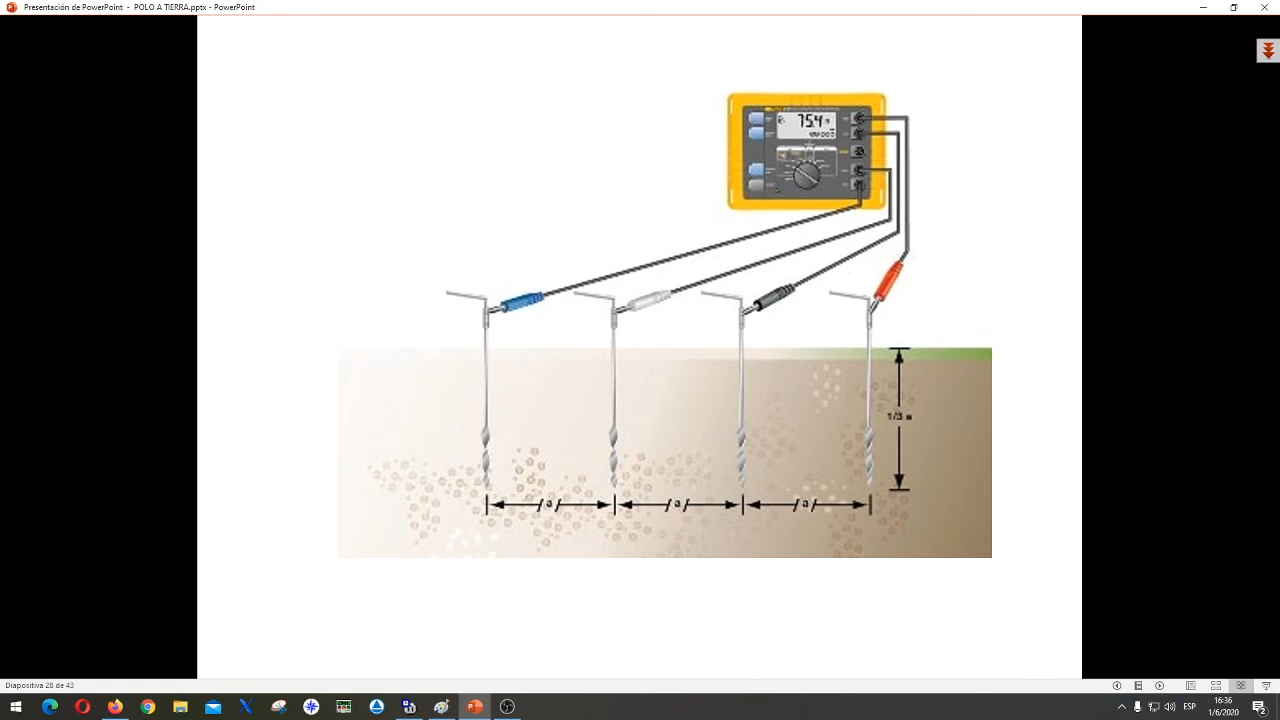 Presentación de PowerPoint - POLO A TIERRA.pptx - PowerPoint
75.4
1/3 a
/ a /
/ a /
/ a /
Diapositiva 28 de 43
ESP
16:36
1/6/2020
2